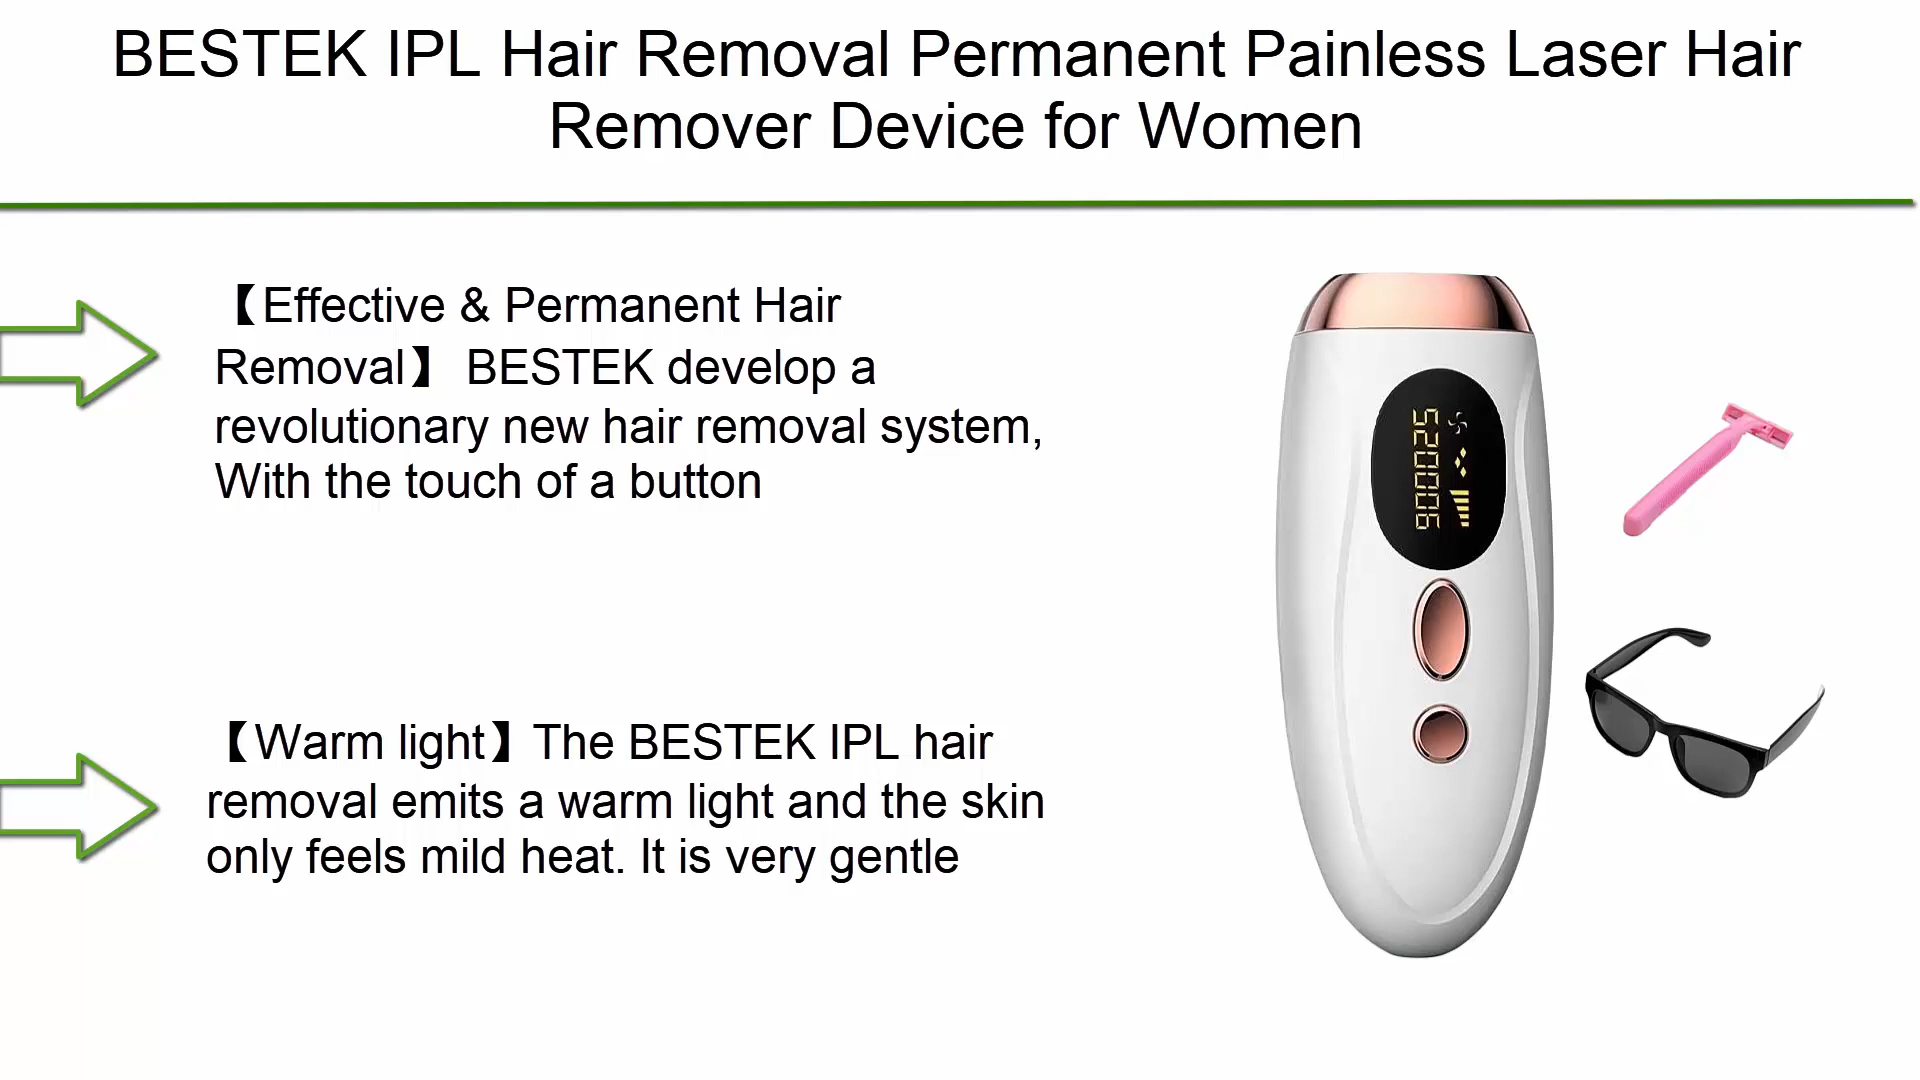 BESTEK IPL Hair Removal Permanent Painless Laser Hair
Remover Device for Women
【Effective & Permanent Hair
Removal】 BESTEK develop a
revolutionary new hair removal system,
With the touch of a button
520006
【Warm light】The BESTEK IPL hair
removal emits a warm light and the skin
only feels mild heat. It is very gentle